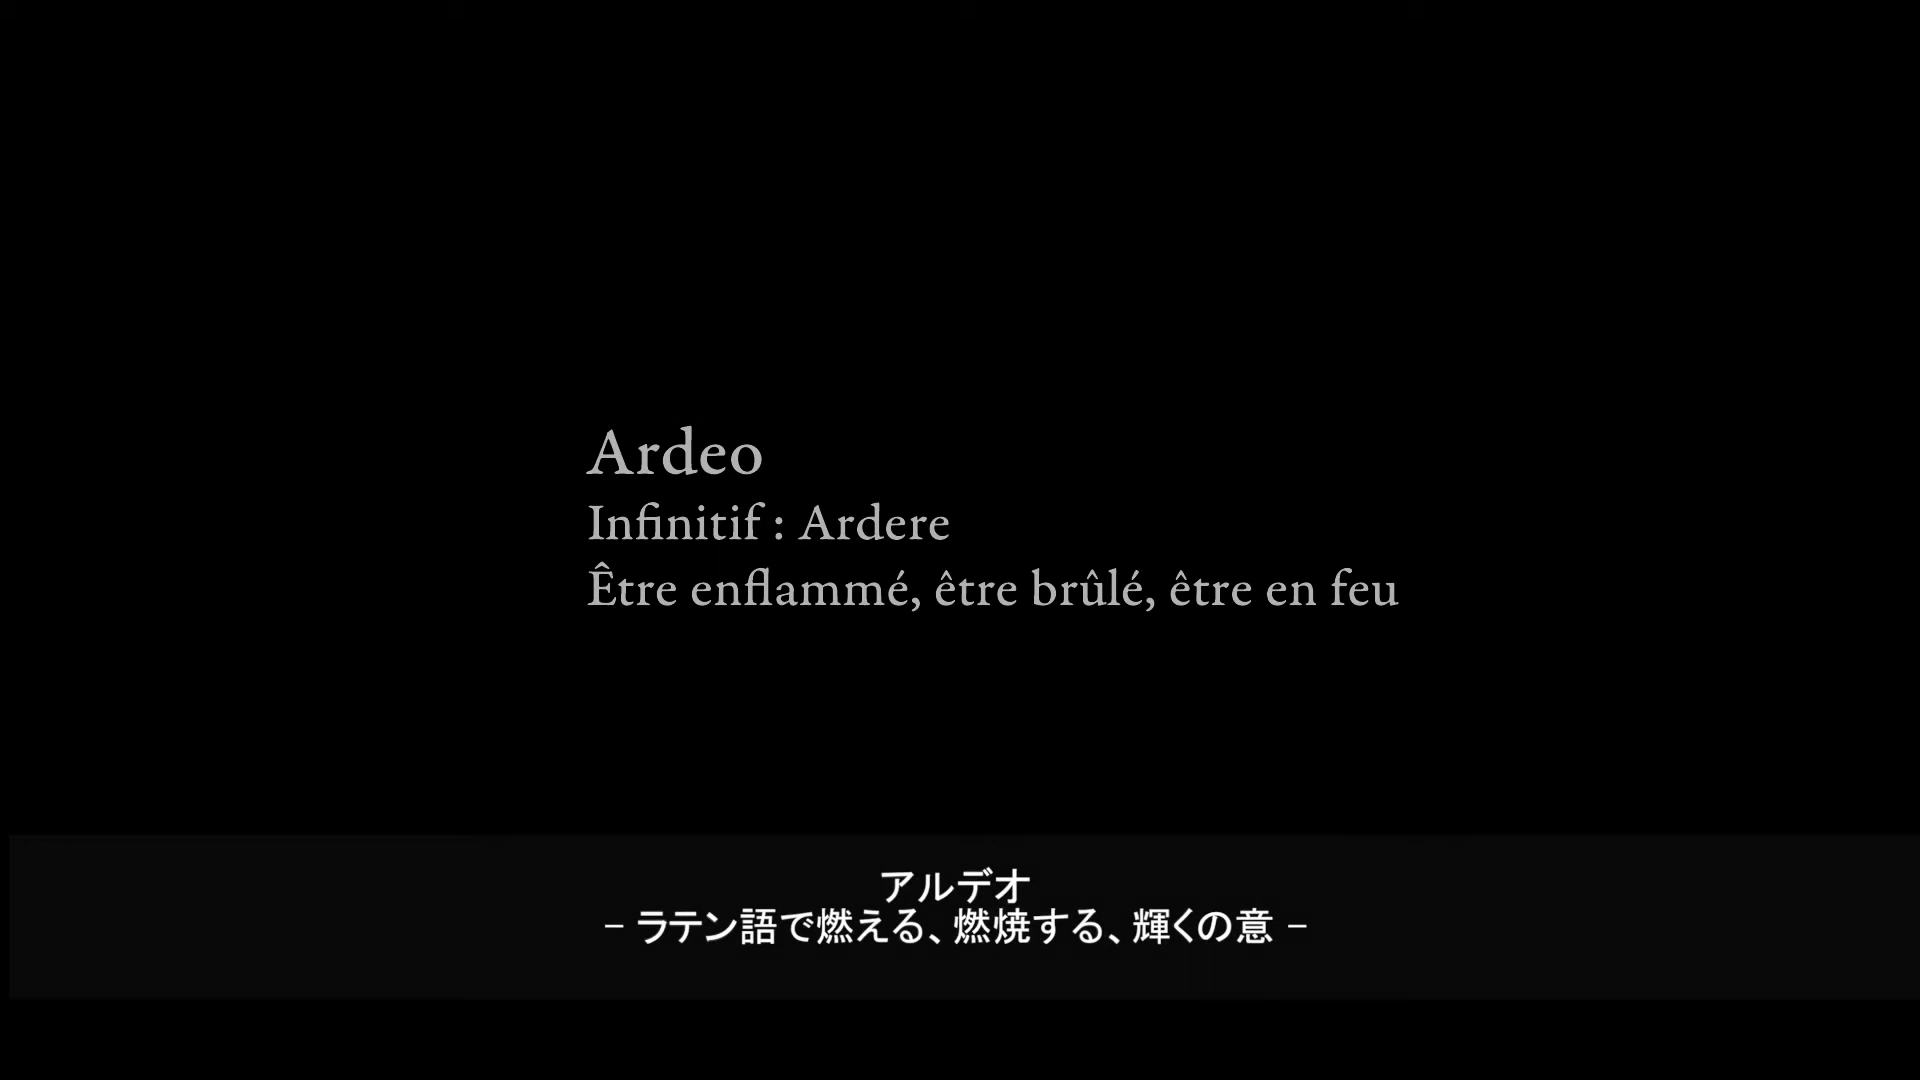 Ardeo
Infinitif : Ardere
Être enflammé, être brûlé, être en feu
アルデオ
– ラテン語で燃える、燃焼する、輝くの意 –